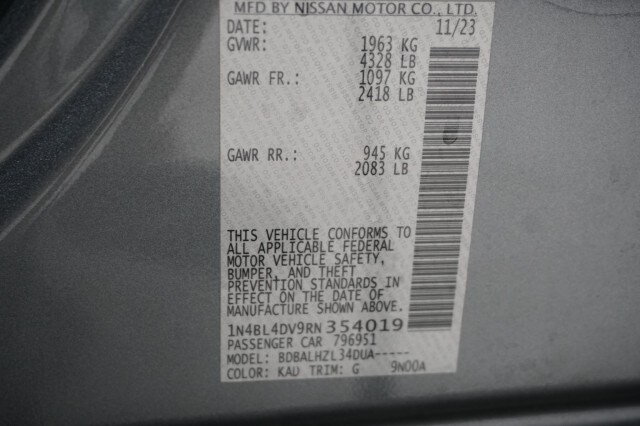 MFD BY NISSAN MOTOR CO., LTD.
DATE: 11/23
GVWR: 1963 KG
4328 LB
GAWR FR.: 1097 KG
2418 LB
GAWR RR.: 945 KG
2083 LB
THIS VEHICLE CONFORMS TO
ALL APPLICABLE FEDERAL
MOTOR VEHICLE SAFETY,
BUMPER, AND THEFT
PREVENTION STANDARDS IN
EFFECT ON THE DATE OF
MANUFACTURE SHOWN ABOVE.
1N4BL4DV9RN354019
PASSENGER CAR 796951
MODEL: BDBALHZL34DUA-----
COLOR: KAD TRIM: G 9N00A